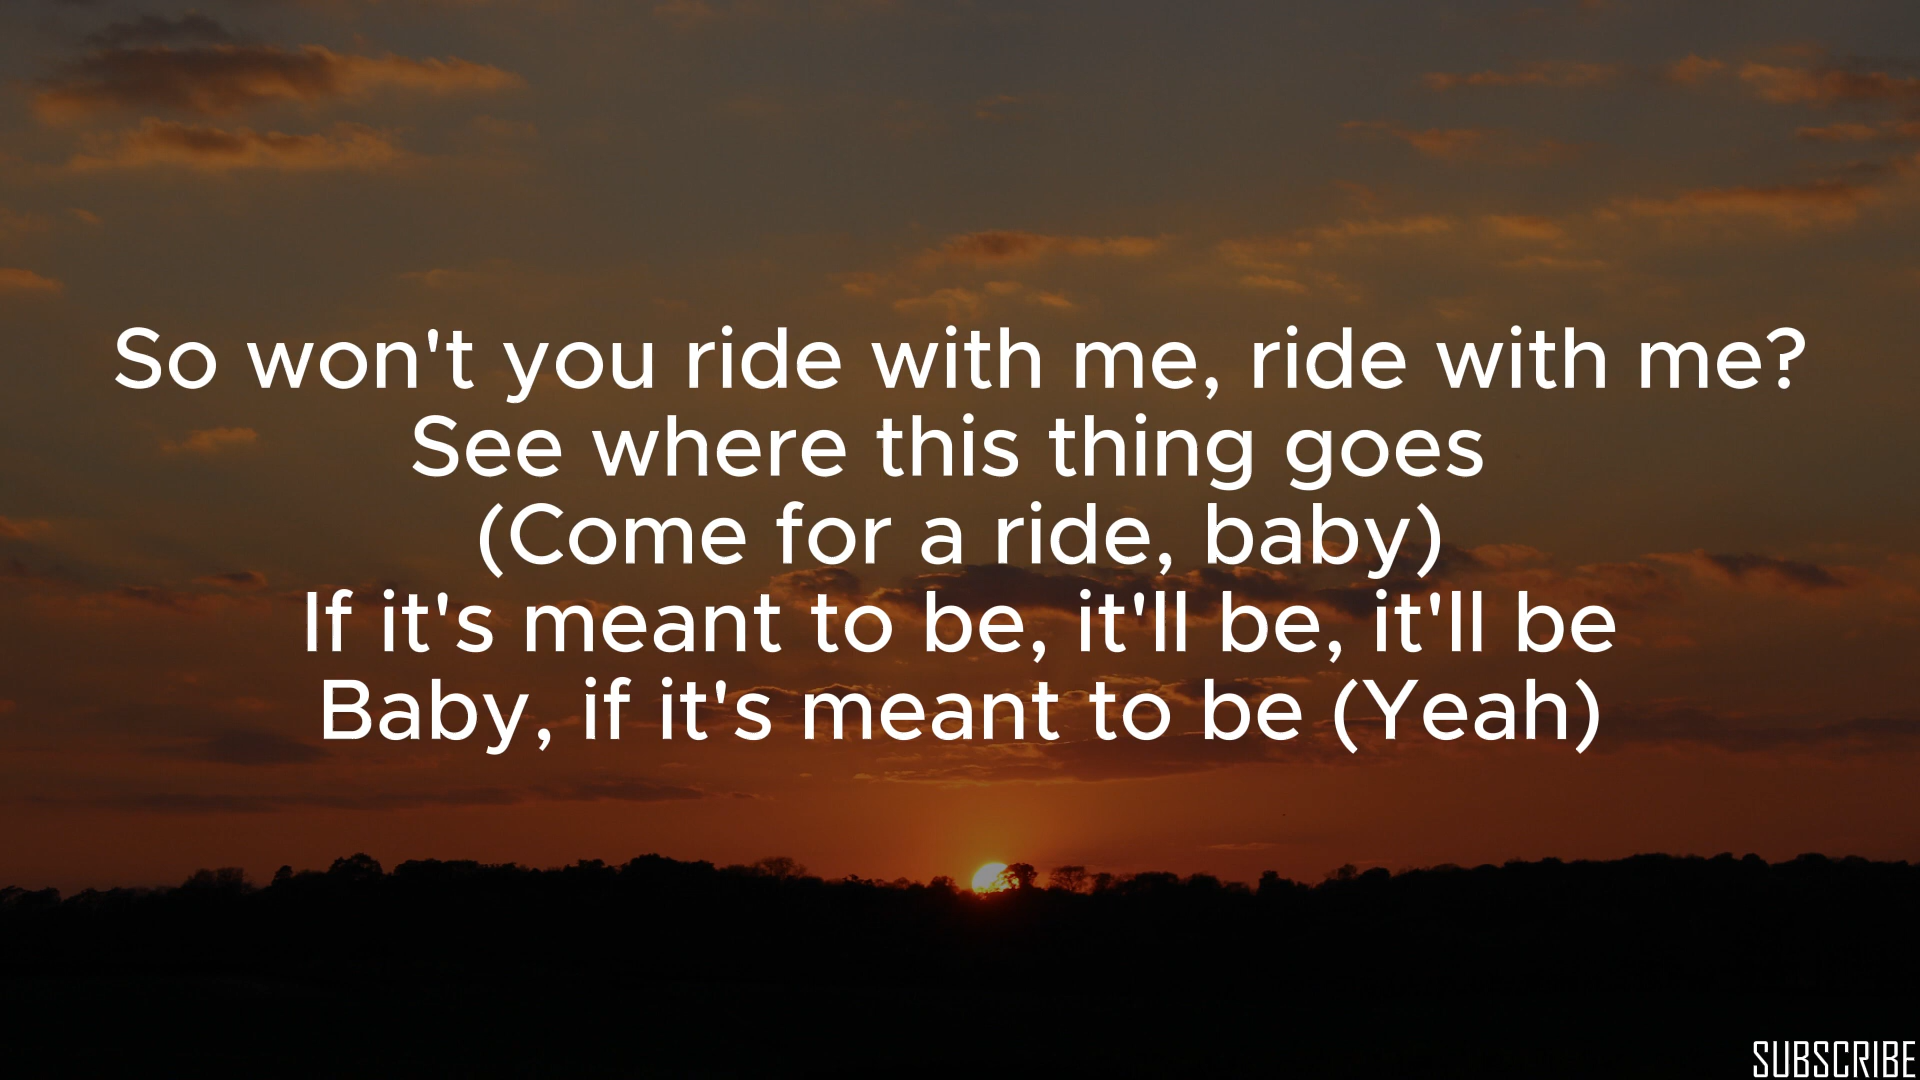 So won't you ride with me, ride with me?
See where this thing goes
(Come for a ride, baby)
If it's meant to be, it'll be, it'll be
Baby, if it's meant to be (Yeah)
SUBSCRIBE